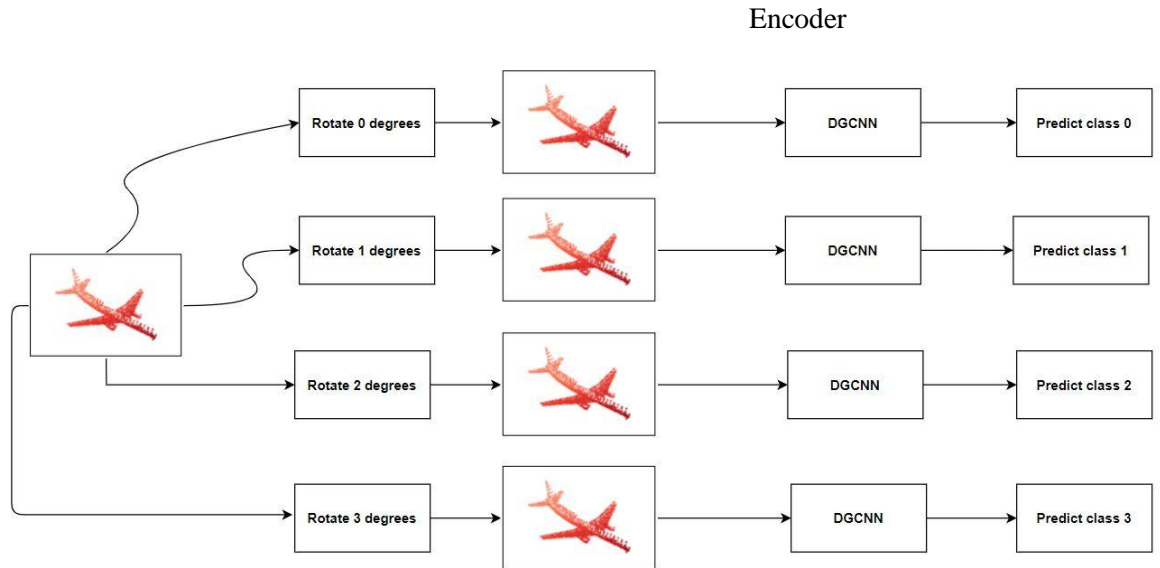 Encoder
Rotate 0 degrees
DGCNN
Predict class 0
Rotate 1 degrees
DGCNN
Predict class 1
Rotate 2 degrees
DGCNN
Predict class 2
Rotate 3 degrees
DGCNN
Predict class 3